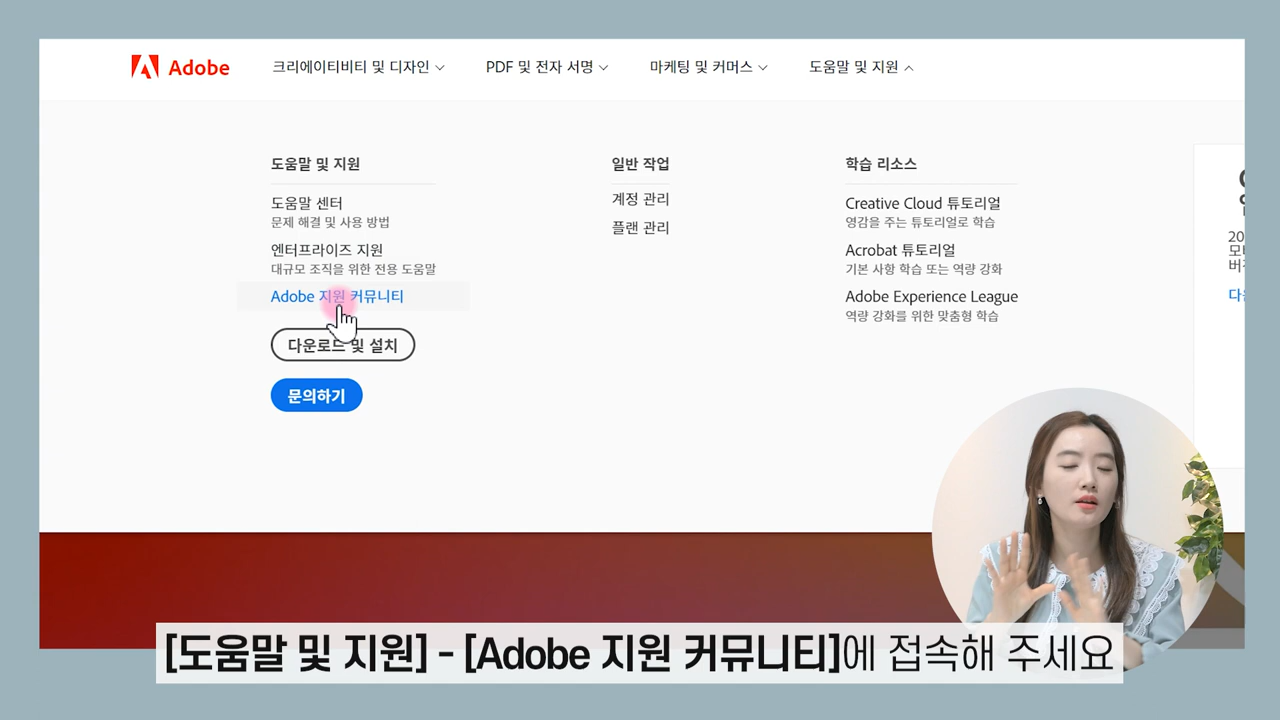 Adobe
크리에이티비티 및 디자인
PDF 및 전자 서명
마케팅 및 커머스
도움말 및 지원
도움말 및 지원
도움말 센터
문제 해결 및 사용 방법
엔터프라이즈 지원
대규모 조직을 위한 전용 도움말
Adobe 지원 커뮤니티
다운로드 및 설치
문의하기
일반 작업
계정 관리
플랜 관리
학습 리소스
Creative Cloud 튜토리얼
영감을 주는 튜토리얼로 학습
Acrobat 튜토리얼
기본 사항 학습 또는 역량 강화
Adobe Experience League
역량 강화를 위한 맞춤형 학습
20
[도움말 및 지원] - [Adobe 지원 커뮤니티]에 접속해 주세요